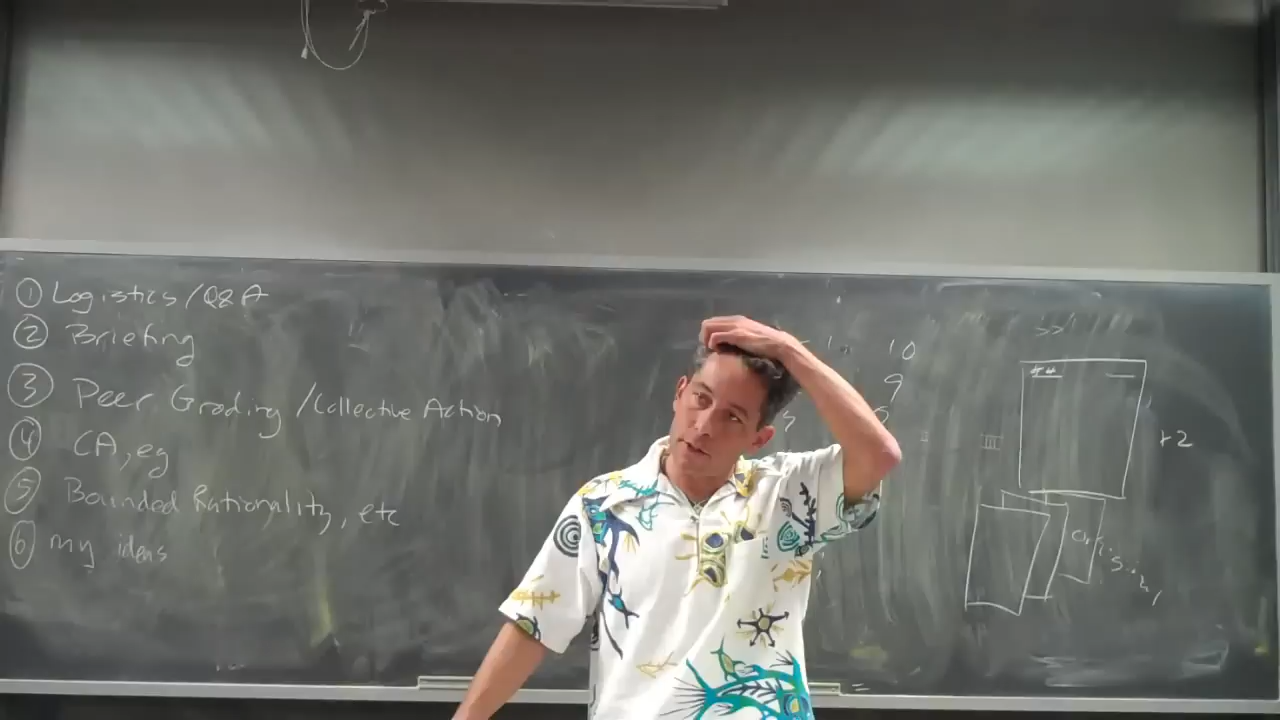 ① Logistics/Q&A
② Briefing
③ Peer Grading/Collective Action
④ CA, eg
⑤ Bounded Rationality, etc
⑥ my ideas
10
9
+2